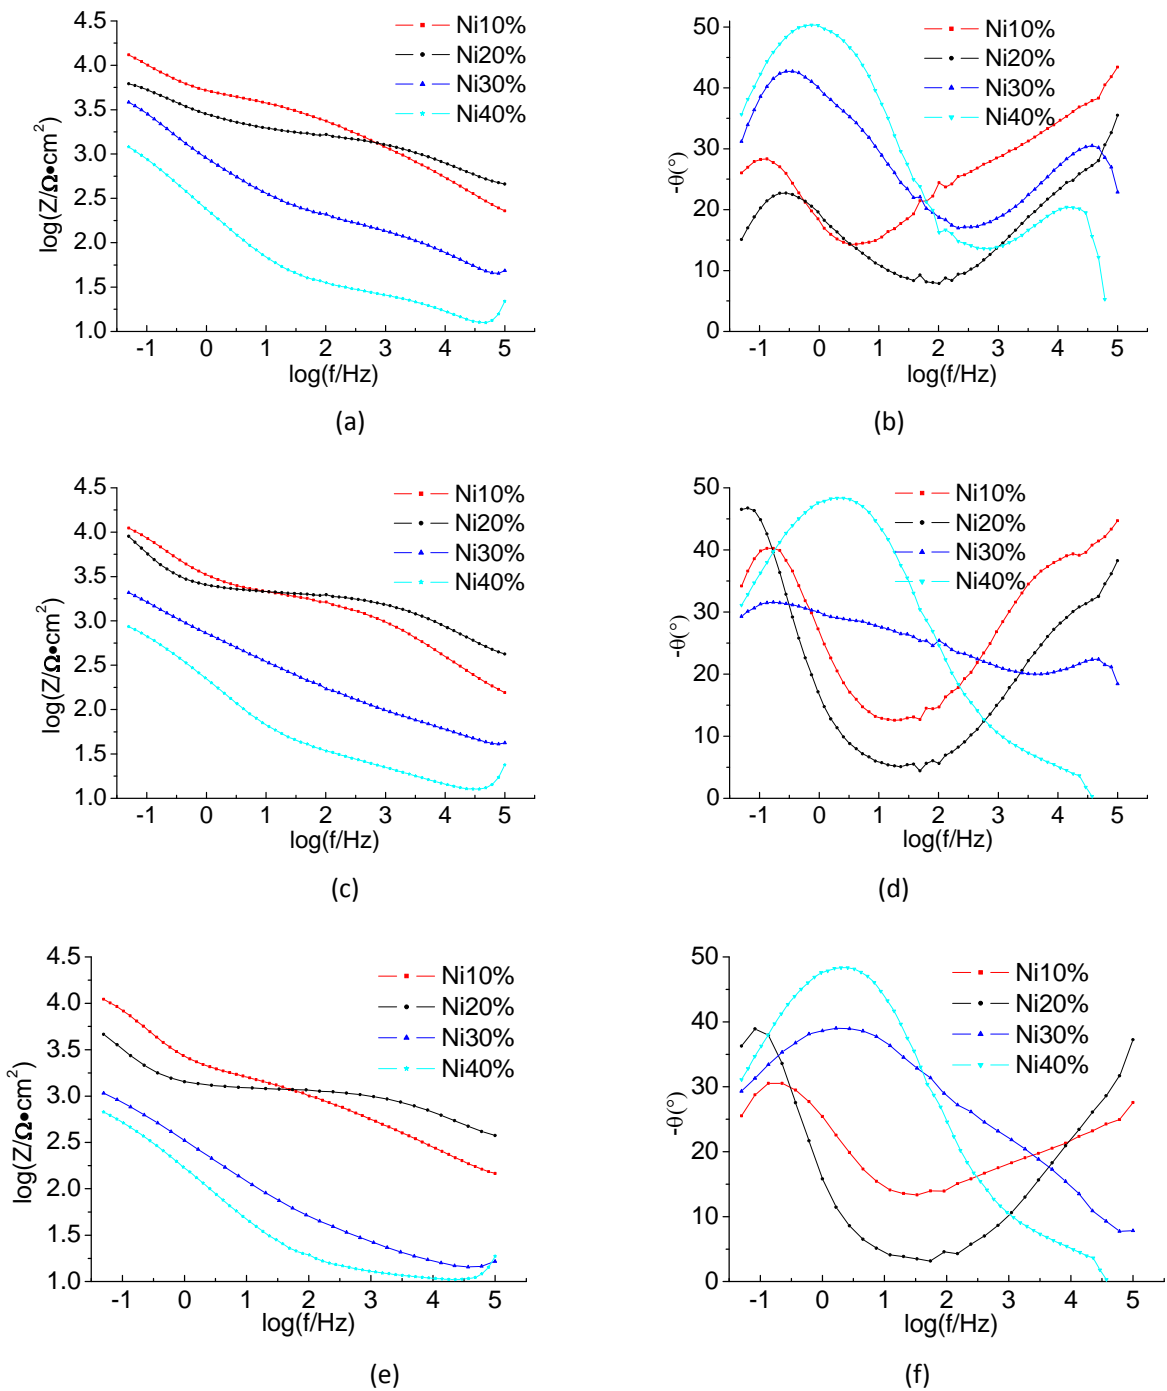 4.5
4.0
3.5
3.0
2.5
2.0
1.5
1.0
-1 0 1 2 3 4 5
log(Z/Ω•cm²)
log(f/Hz)
Ni10%
Ni20%
Ni30%
Ni40%
(a)
50
40
30
20
10
0
-1 0 1 2 3 4 5
-θ(°)
log(f/Hz)
Ni10%
Ni20%
Ni30%
Ni40%
(b)
4.5
4.0
3.5
3.0
2.5
2.0
1.5
1.0
-1 0 1 2 3 4 5
log(Z/Ω•cm²)
log(f/Hz)
Ni10%
Ni20%
Ni30%
Ni40%
(c)
50
40
30
20
10
0
-1 0 1 2 3 4 5
-θ(°)
log(f/Hz)
Ni10%
Ni20%
Ni30%
Ni40%
(d)
4.5
4.0
3.5
3.0
2.5
2.0
1.5
1.0
-1 0 1 2 3 4 5
log(Z/Ω•cm²)
log(f/Hz)
Ni10%
Ni20%
Ni30%
Ni40%
(e)
50
40
30
20
10
0
-1 0 1 2 3 4 5
-θ(°)
log(f/Hz)
Ni10%
Ni20%
Ni30%
Ni40%
(f)